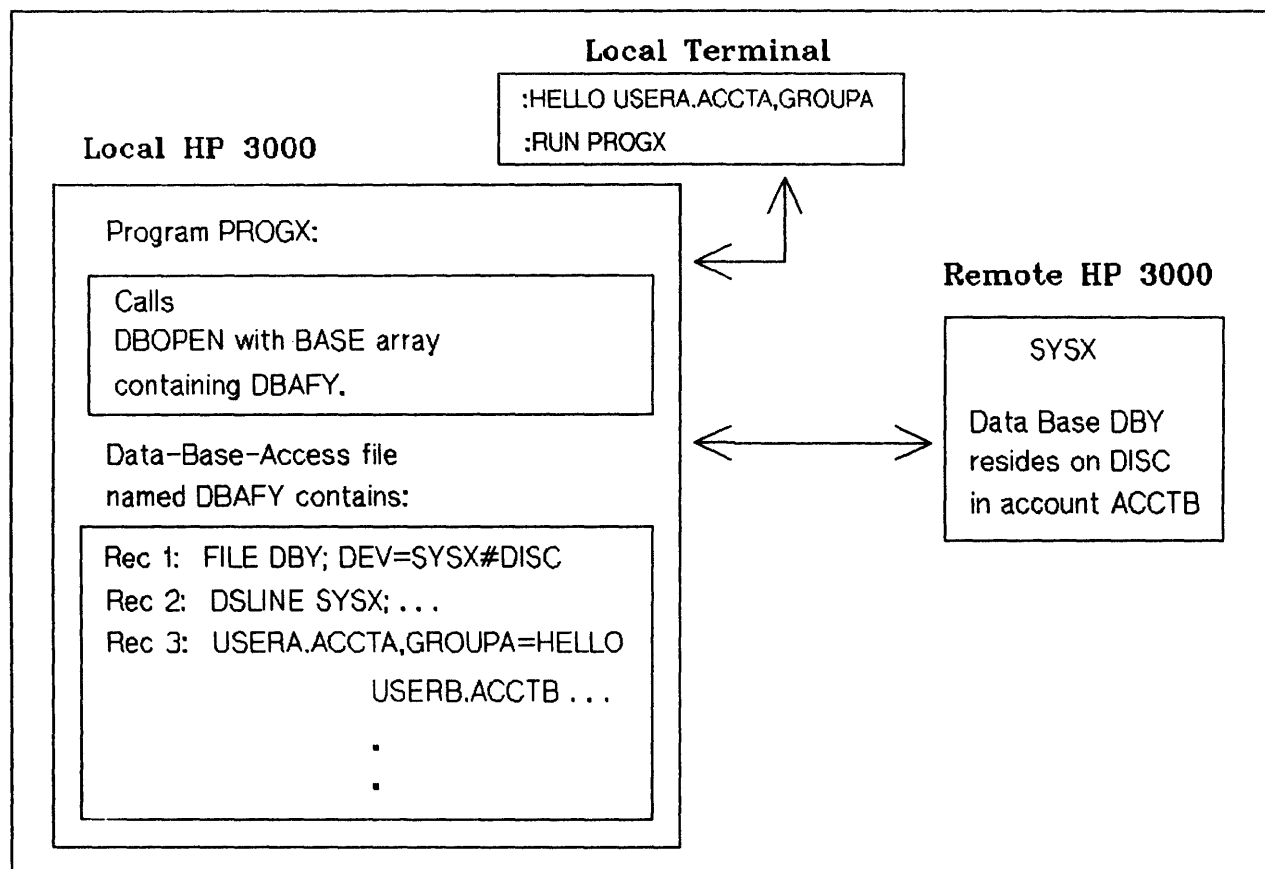 Local Terminal
:HELLO USERA.ACCTA,GROUPA
:RUN PROGX
Local HP 3000
Program PROGX:
Calls
DBOPEN with BASE array
containing DBAFY.
Data-Base-Access file
named DBAFY contains:
Rec 1: FILE DBY; DEV=SYSX#DISC
Rec 2: DSLINE SYSX; . . .
Rec 3: USERA.ACCTA,GROUPA=HELLO
USERB.ACCTB . . .
.
.
Remote HP 3000
SYSX
Data Base DBY
resides on DISC
in account ACCTB